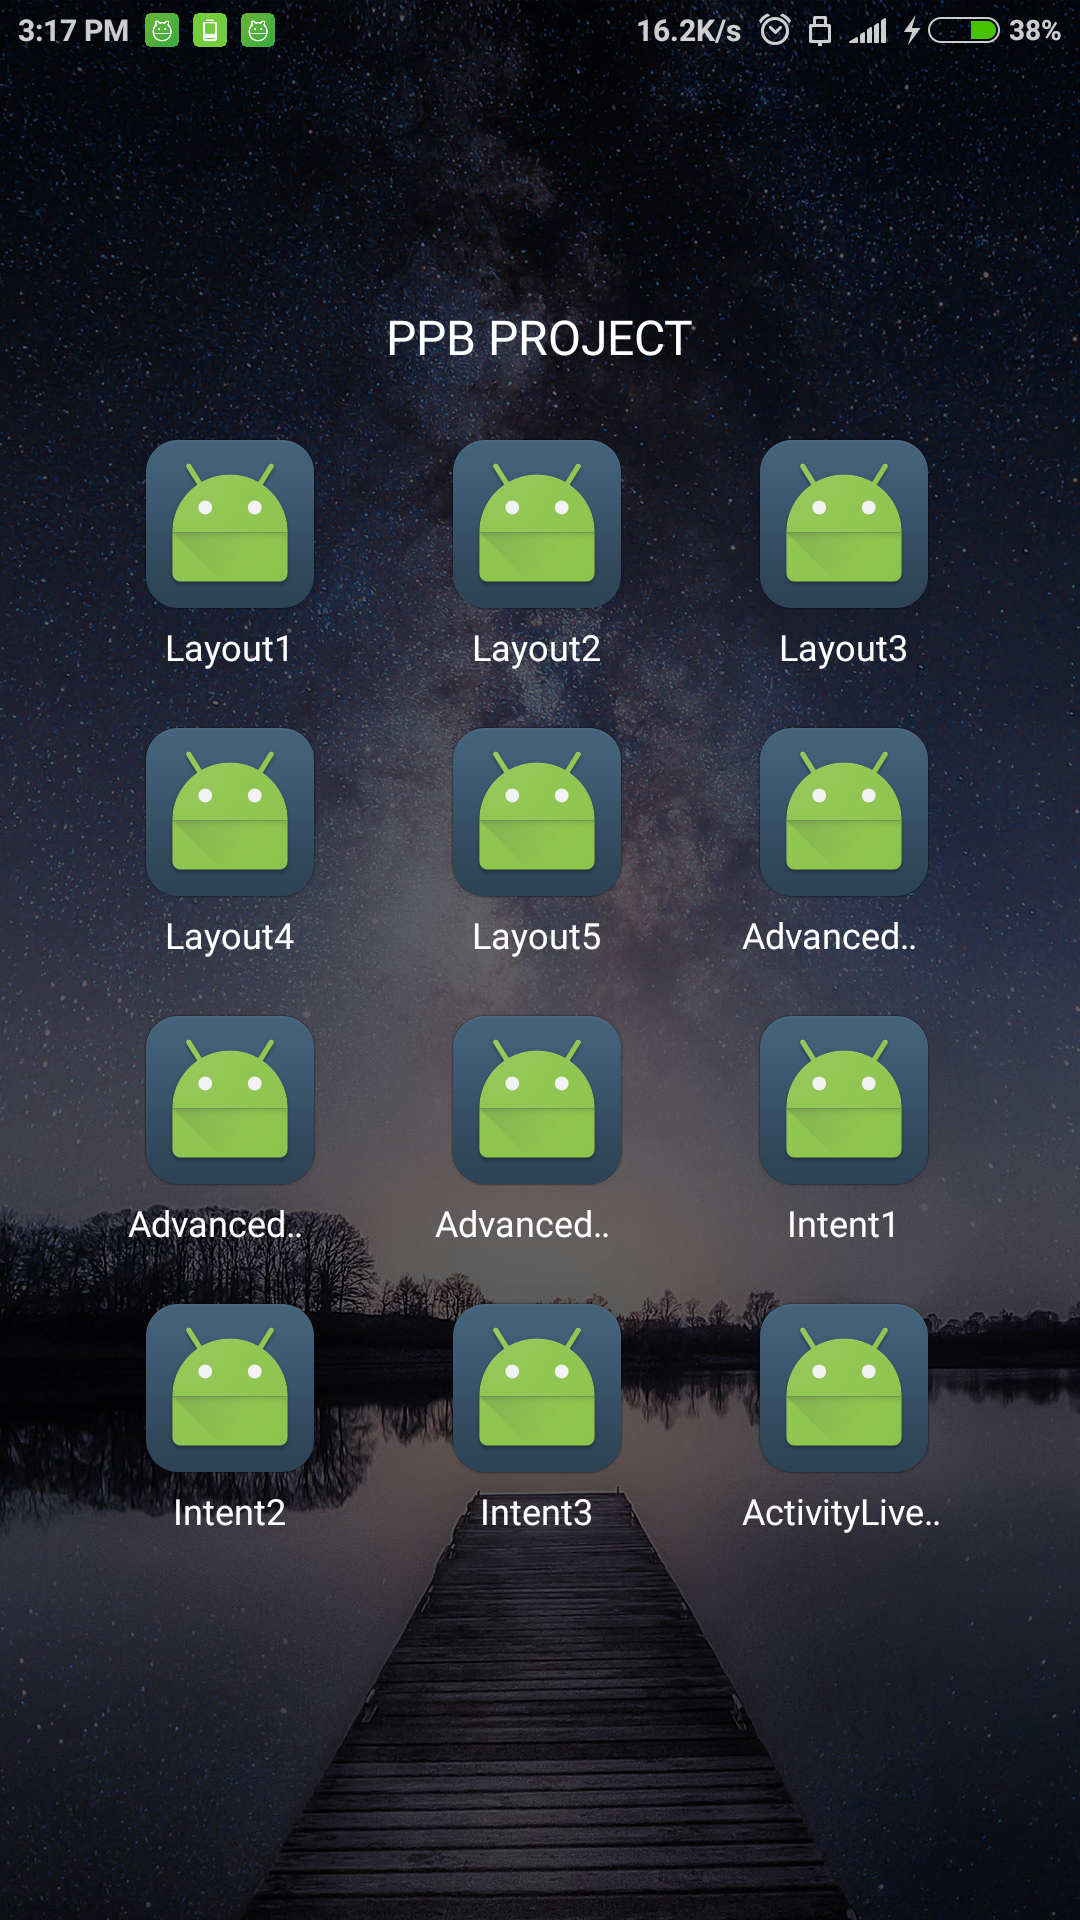 3:17 PM 16.2K/s 38%
PPB PROJECT
Layout1 Layout2 Layout3
Layout4 Layout5 Advanced..
Advanced.. Advanced.. Intent1
Intent2 Intent3 ActivityLive..